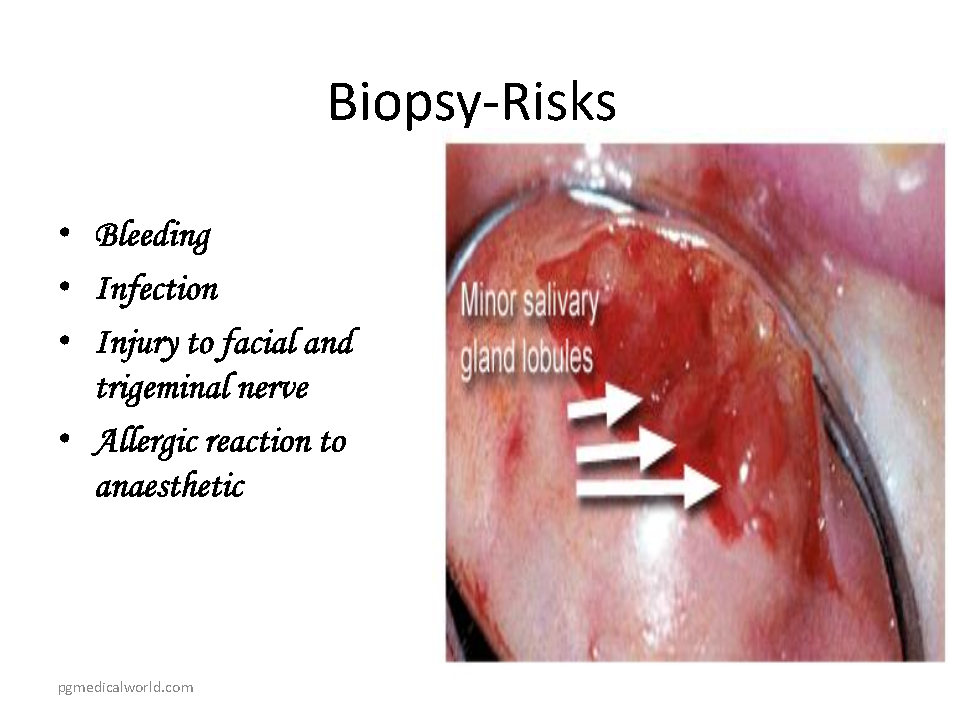 Biopsy-Risks
• Bleeding
• Infection
• Injury to facial and
trigeminal nerve
• Allergic reaction to
anaesthetic
Minor salivary
gland lobules
pgmedicalworld.com